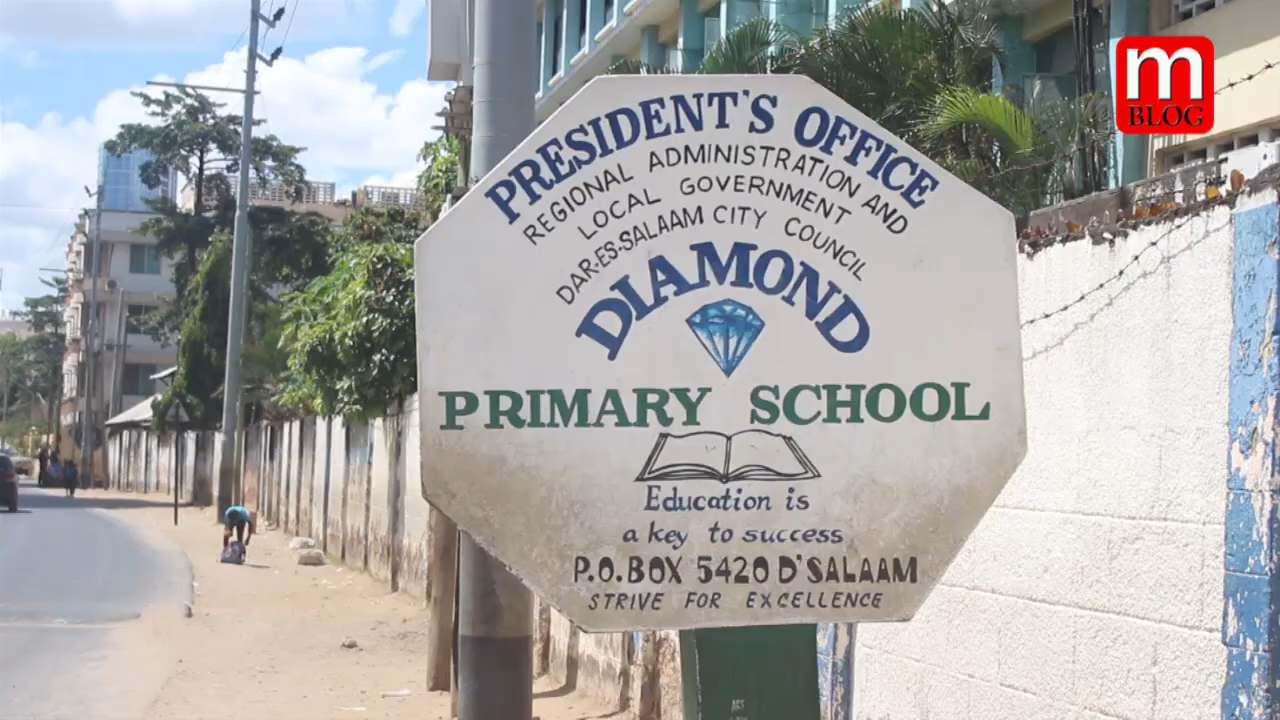 m
BLOG
PRESIDENT'S OFFICE
REGIONAL ADMINISTRATION AND
LOCAL GOVERNMENT
DAR-ES-SALAAM CITY COUNCIL
DIAMOND
PRIMARY SCHOOL
Education is
a key to success
P.O.BOX 5420 D'SALAAM
STRIVE FOR EXCELLENCE